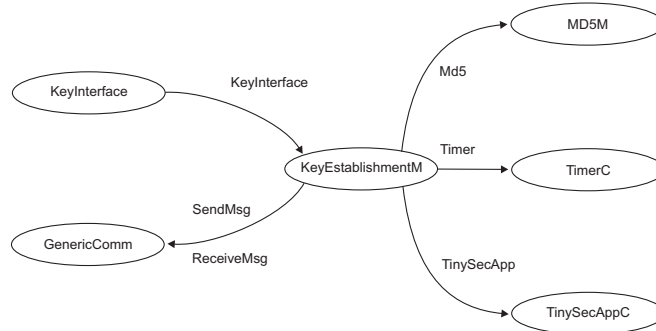 MD5M
Md5
KeyInterface
KeyInterface
Timer
KeyEstablishmentM
TimerC
SendMsg
GenericComm
ReceiveMsg
TinySecApp
TinySecAppC